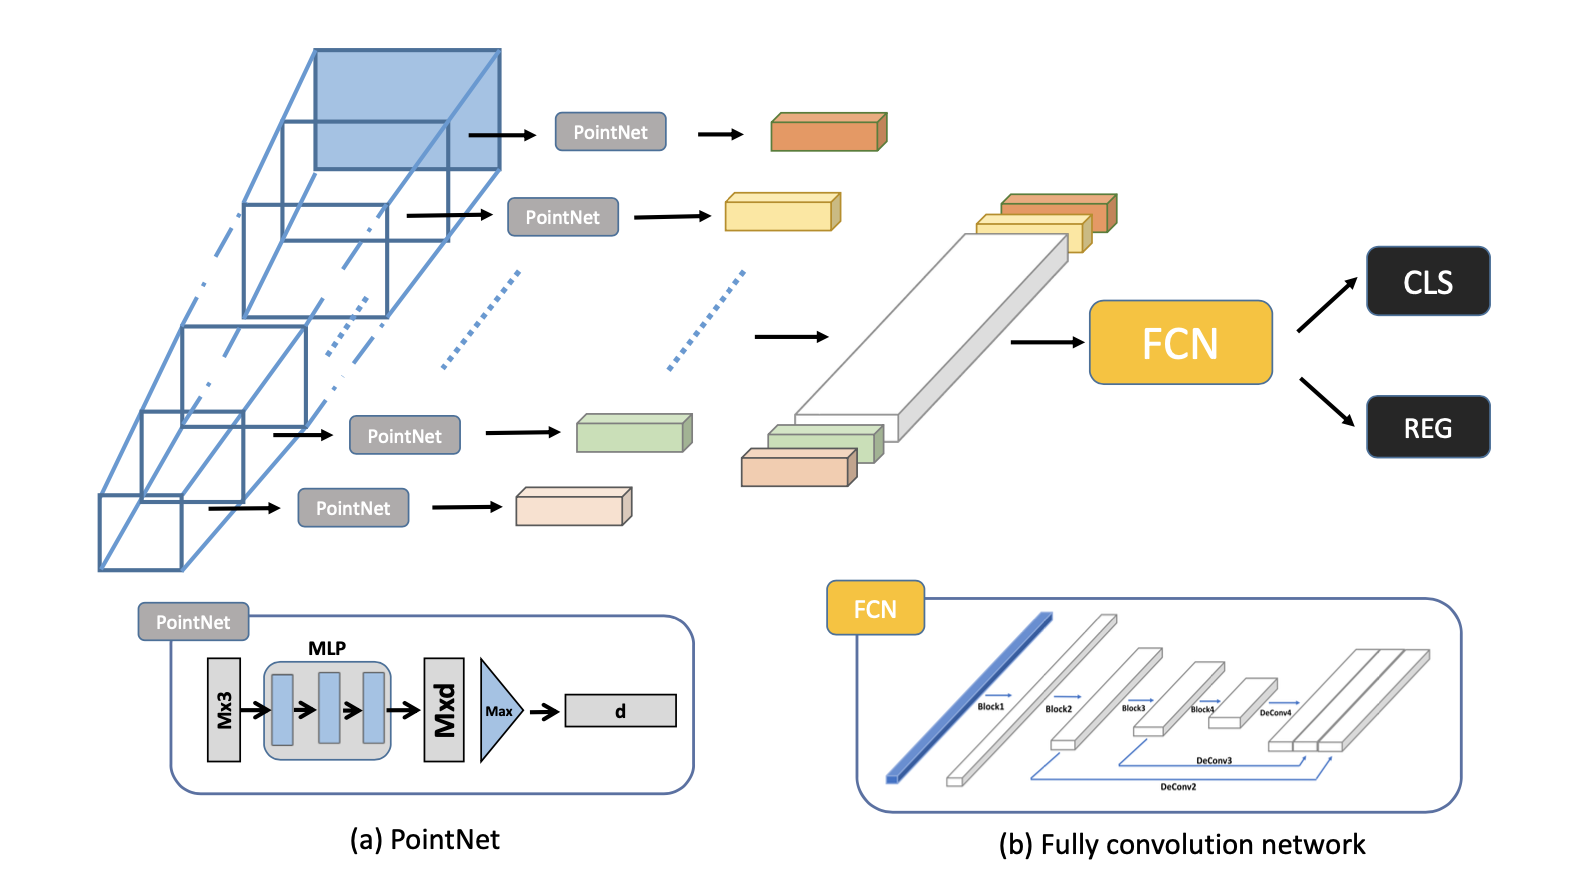 PointNet
PointNet
CLS
FCN
REG
PointNet
PointNet
FCN
PointNet
MLP
Mx3
Mxd
Max
d
Block1
Block2
Block3
Block4
DeConv4
DeConv3
DeConv2
(a) PointNet
(b) Fully convolution network